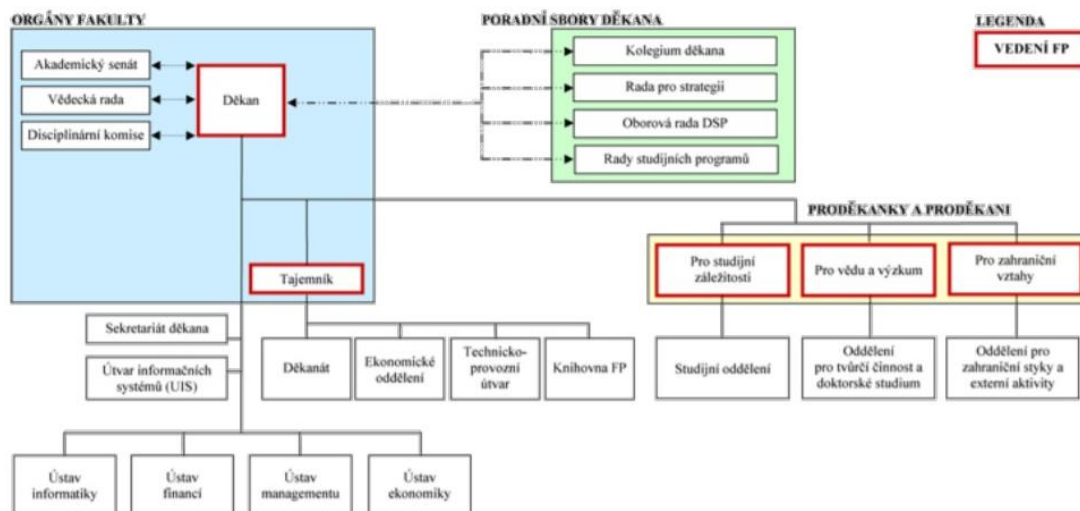 ORGÁNY FAKULTY
PORADNÍ SBORY DĚKANA
LEGENDA
VEDENÍ FP
Akademický senát
Vědecká rada
Disciplinární komise
Děkan
Kolegium děkana
Rada pro strategii
Oborová rada DSP
Rady studijních programů
PRODĚKANKY A PRODĚKANI
Tajemník
Pro studijní
záležitosti
Pro vědu a výzkum
Pro zahraniční
vztahy
Sekretariát děkana
Útvar informačních
systémů (UIS)
Děkanát
Ekonomické
oddělení
Technicko-
provozní
útvar
Knihovna FP
Studijní oddělení
Oddělení
pro tvůrčí činnost a
doktorské studium
Oddělení pro
zahraniční styky a
externí aktivity
Ústav
informatiky
Ústav
financí
Ústav
managementu
Ústav
ekonomiky